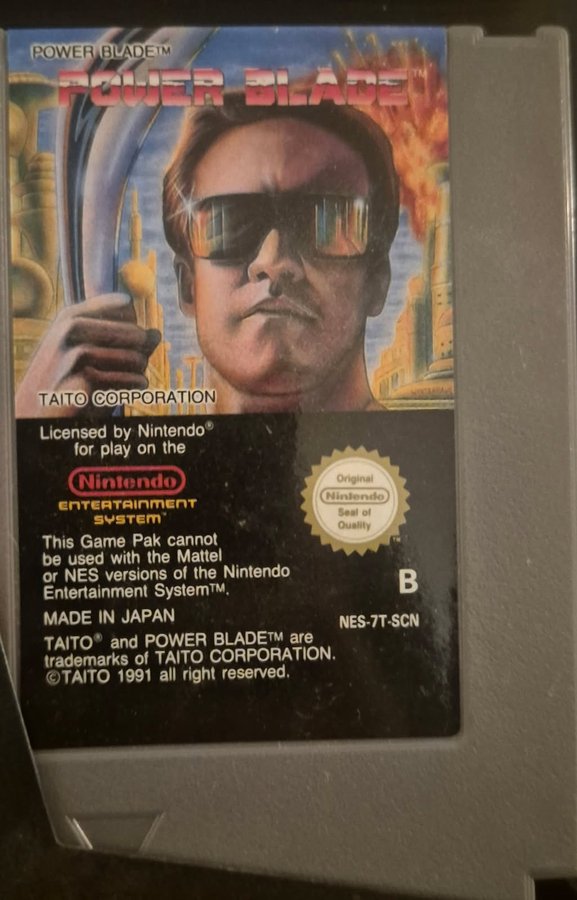 POWER BLADE™
POWER BLADE™
TAITO CORPORATION
Licensed by Nintendo®
for play on the
Nintendo®
ENTERTAINMENT
SYSTEM™
Original
Nintendo
Seal of
Quality
™
This Game Pak cannot
be used with the Mattel
or NES versions of the Nintendo
Entertainment System™.
B
MADE IN JAPAN
NES-7T-SCN
TAITO® and POWER BLADE™ are
trademarks of TAITO CORPORATION.
©TAITO 1991 all right reserved.